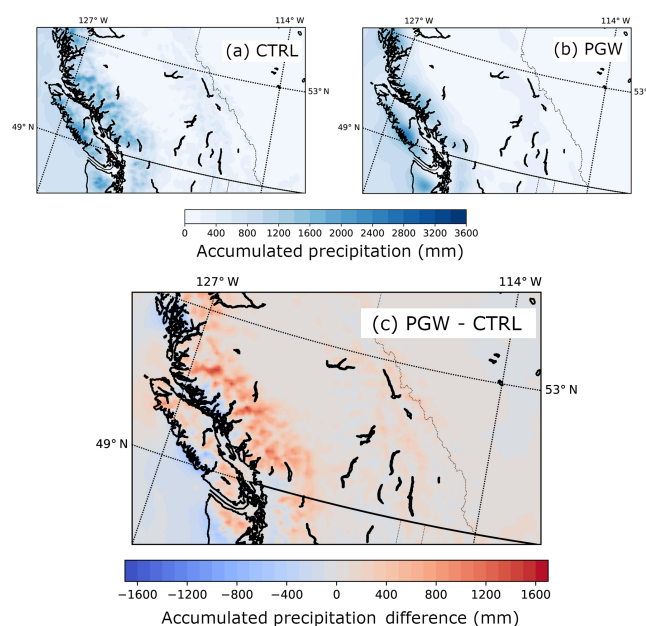 127° W 114° W
(a) CTRL (b) PGW
53° N 53° N
49° N 49° N
0 400 800 1200 1600 2000 2400 2800 3200 3600
Accumulated precipitation (mm)
127° W 114° W
(c) PGW - CTRL
53° N
49° N
−1600 −1200 −800 −400 0 400 800 1200 1600
Accumulated precipitation difference (mm)